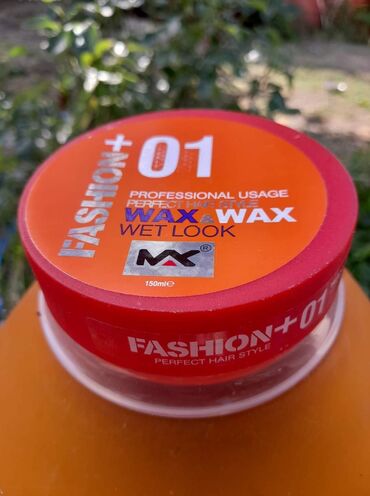 FASHION+
01
PROFESSIONAL USAGE
PERFECT HAIR STYLE
WAX & WAX
WET LOOK
MX®
150ml℮
FASHION+01
PERFECT HAIR STYLE